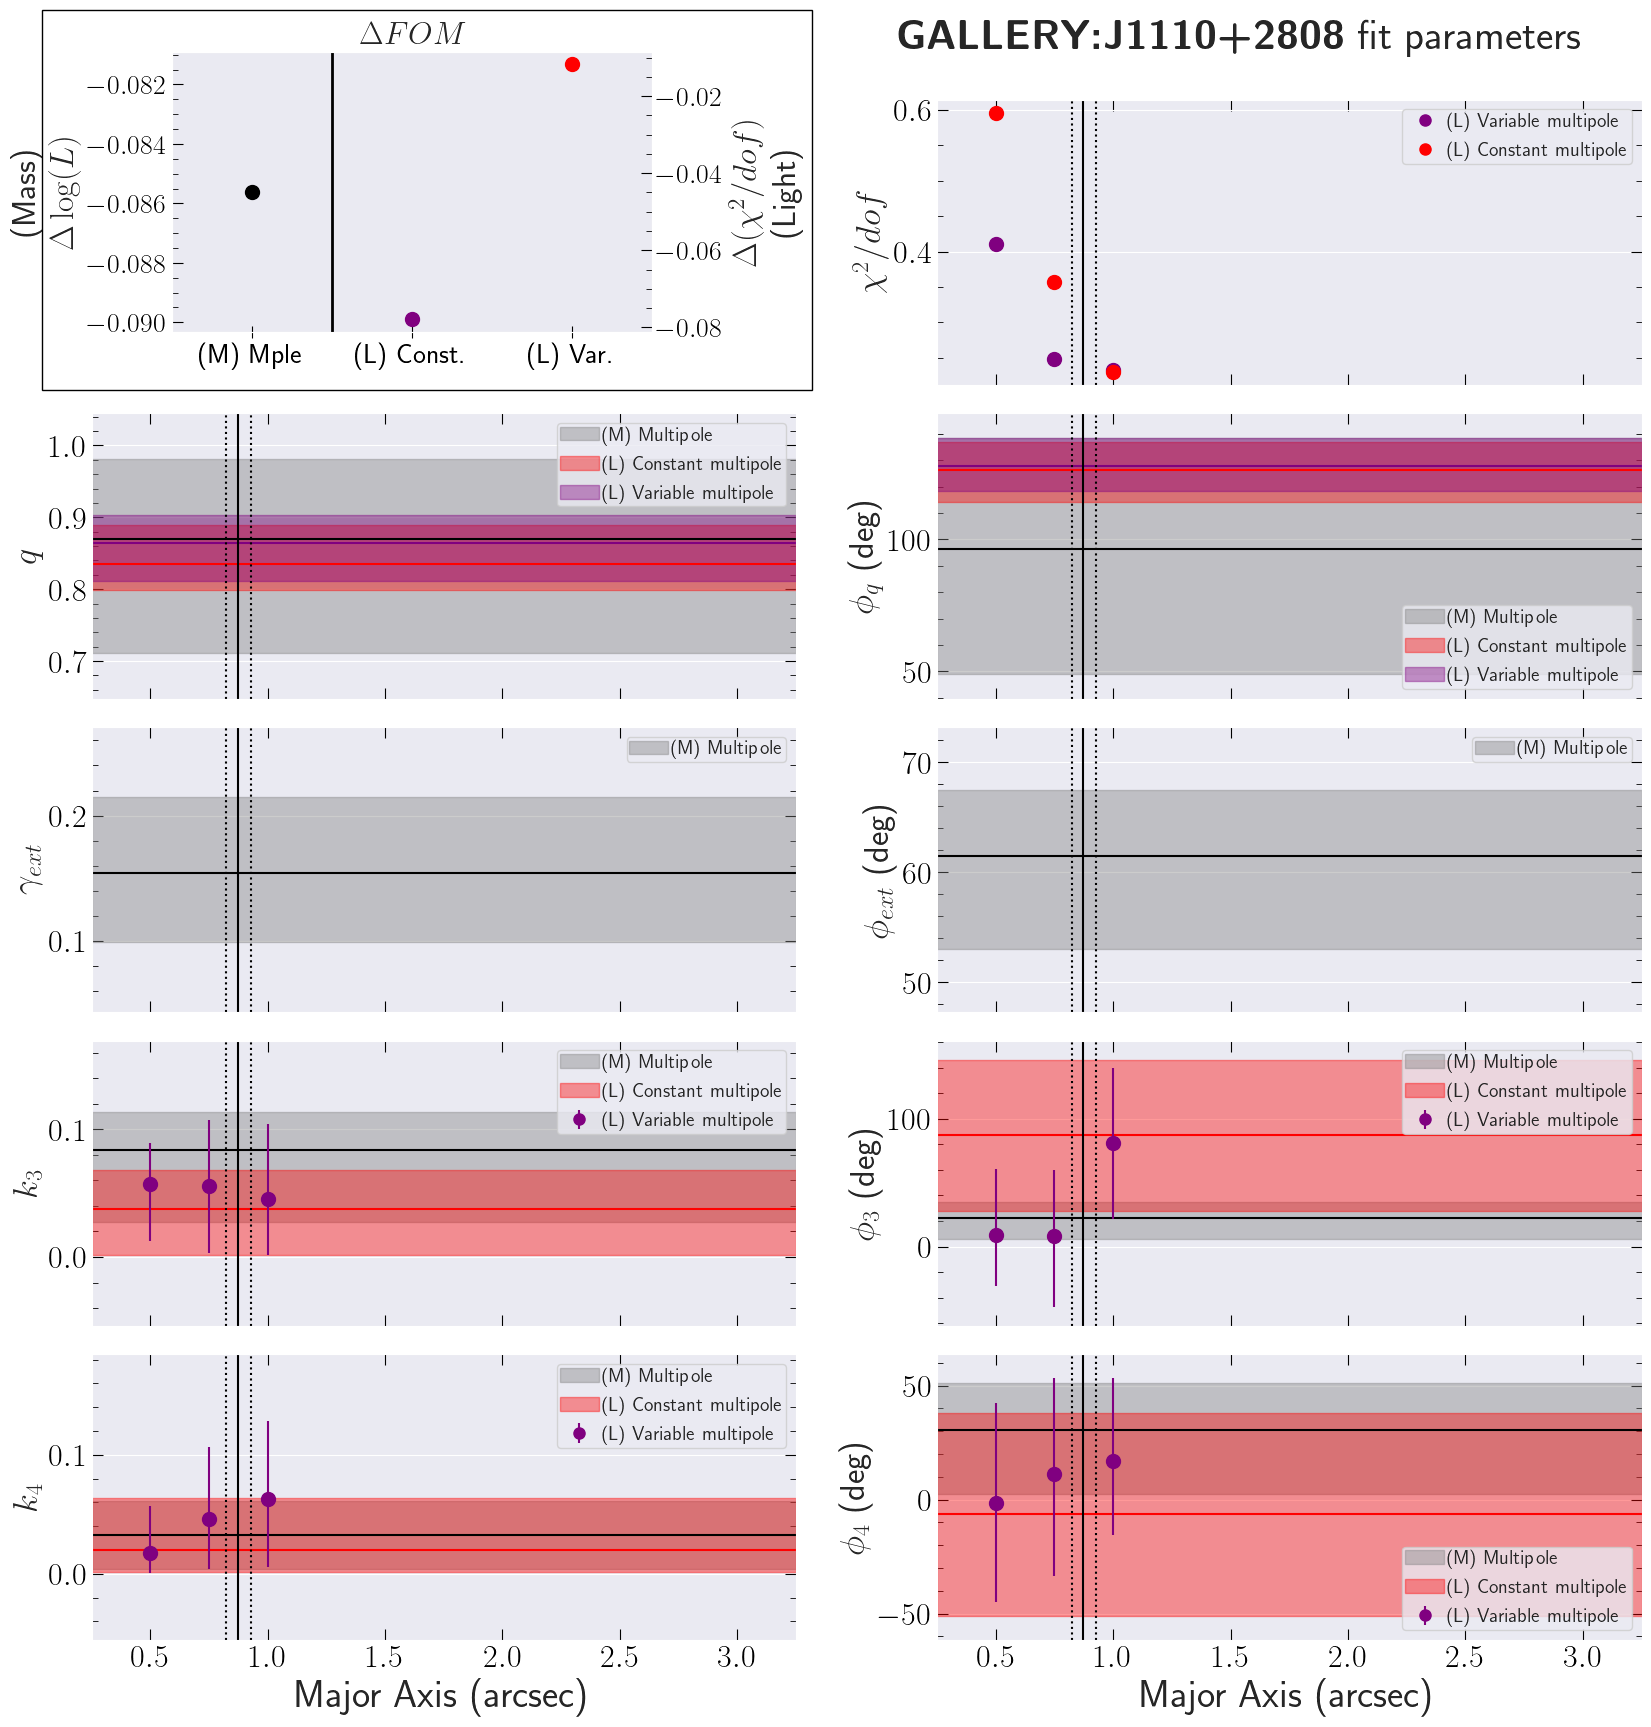 ΔFOM
GALLERY:J1110+2808 fit parameters
(Mass)
Δ log(L)
−0.082
−0.084
−0.086
−0.088
−0.090
−0.02
−0.04
−0.06
−0.08
Δ(χ²/dof)
(Light)
(M) Mple
(L) Const.
(L) Var.
χ²/dof
0.6
0.4
(L) Variable multipole
(L) Constant multipole
q
1.0
0.9
0.8
0.7
(M) Multipole
(L) Constant multipole
(L) Variable multipole
ϕq (deg)
100
50
(M) Multipole
(L) Constant multipole
(L) Variable multipole
γext
0.2
0.1
(M) Multipole
ϕext (deg)
70
60
50
(M) Multipole
k3
0.1
0.0
(M) Multipole
(L) Constant multipole
(L) Variable multipole
ϕ3 (deg)
100
0
(M) Multipole
(L) Constant multipole
(L) Variable multipole
k4
0.1
0.0
(M) Multipole
(L) Constant multipole
(L) Variable multipole
0.5 1.0 1.5 2.0 2.5 3.0
Major Axis (arcsec)
ϕ4 (deg)
50
0
−50
(M) Multipole
(L) Constant multipole
(L) Variable multipole
0.5 1.0 1.5 2.0 2.5 3.0
Major Axis (arcsec)